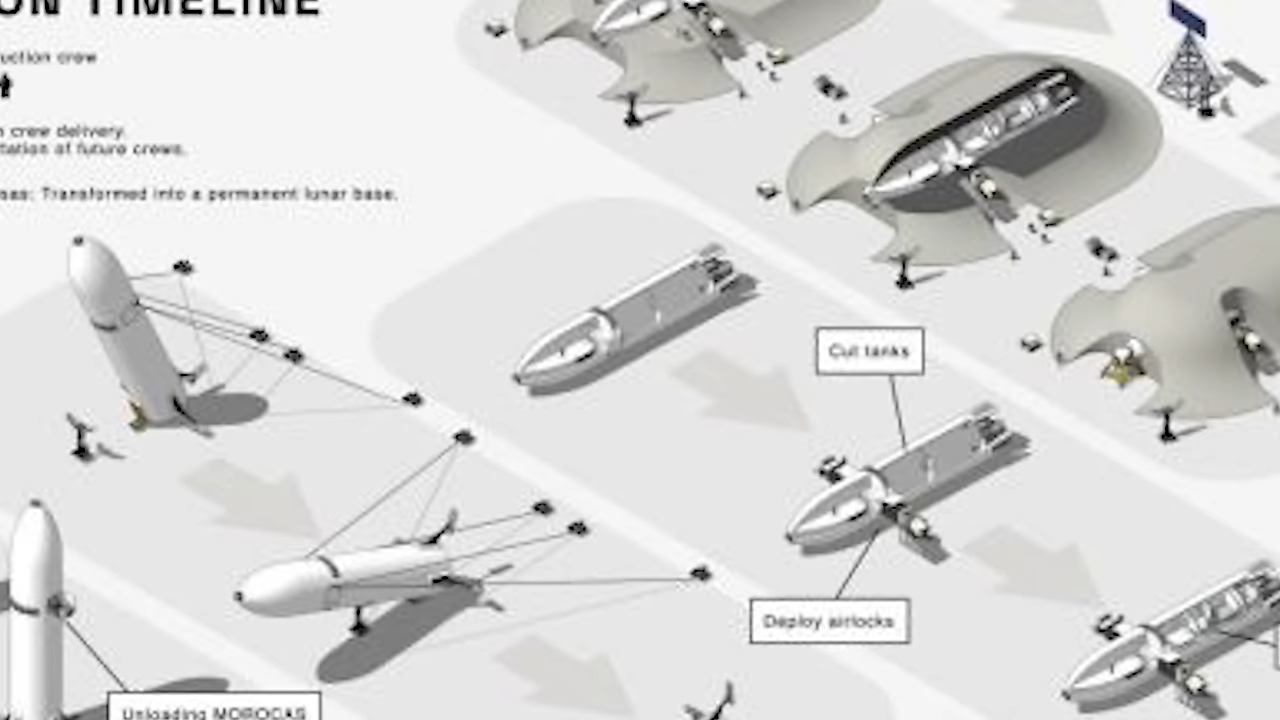 ON TIMELINE
uction crew
n crew delivery.
tation of future crews.
sas: Transformed into a permanent lunar base.
Cut tanks
Deploy airlocks
Unloading MOROCAS